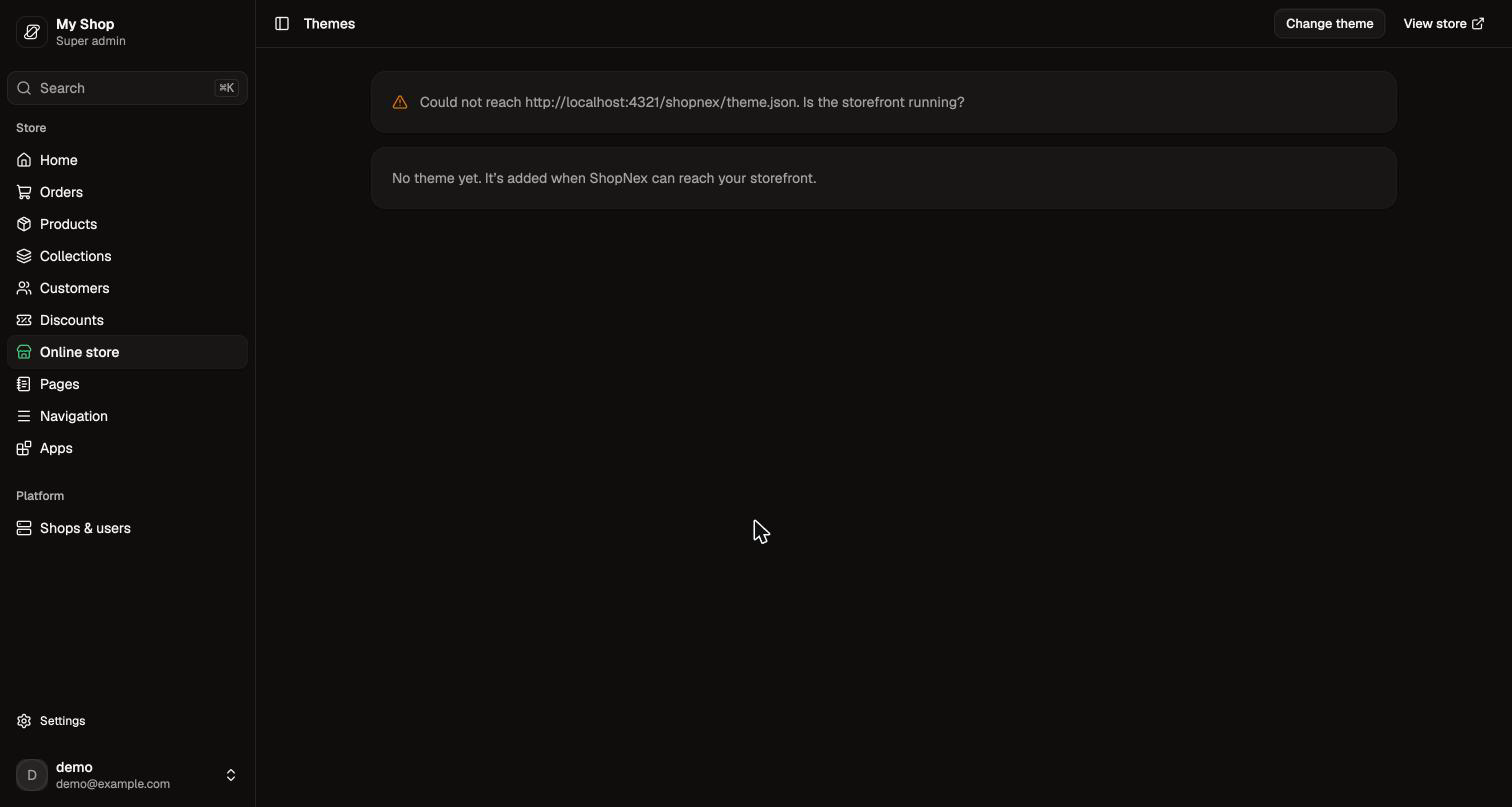 My Shop
Super admin
Search
⌘K
Store
Home
Orders
Products
Collections
Customers
Discounts
Online store
Pages
Navigation
Apps
Platform
Shops & users
Settings
D
demo
demo@example.com
Themes
Change theme
View store
Could not reach http://localhost:4321/shopnex/theme.json. Is the storefront running?
No theme yet. It's added when ShopNex can reach your storefront.